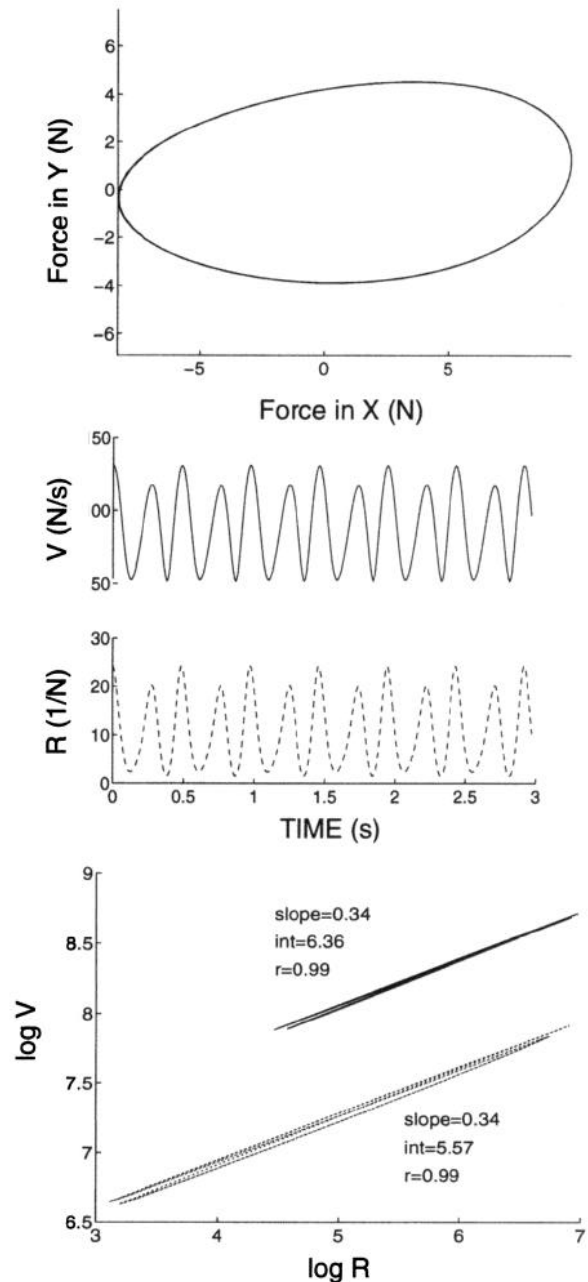 6
4
2
0
−2
−4
−6
Force in Y (N)
−5 0 5
Force in X (N)
50
00
50
V (N/s)
30
20
10
0
R (1/N)
0 0.5 1 1.5 2 2.5 3
TIME (s)
9
8.5
8
7.5
7
6.5
log V
slope=0.34
int=6.36
r=0.99
slope=0.34
int=5.57
r=0.99
3 4 5 6 7
log R